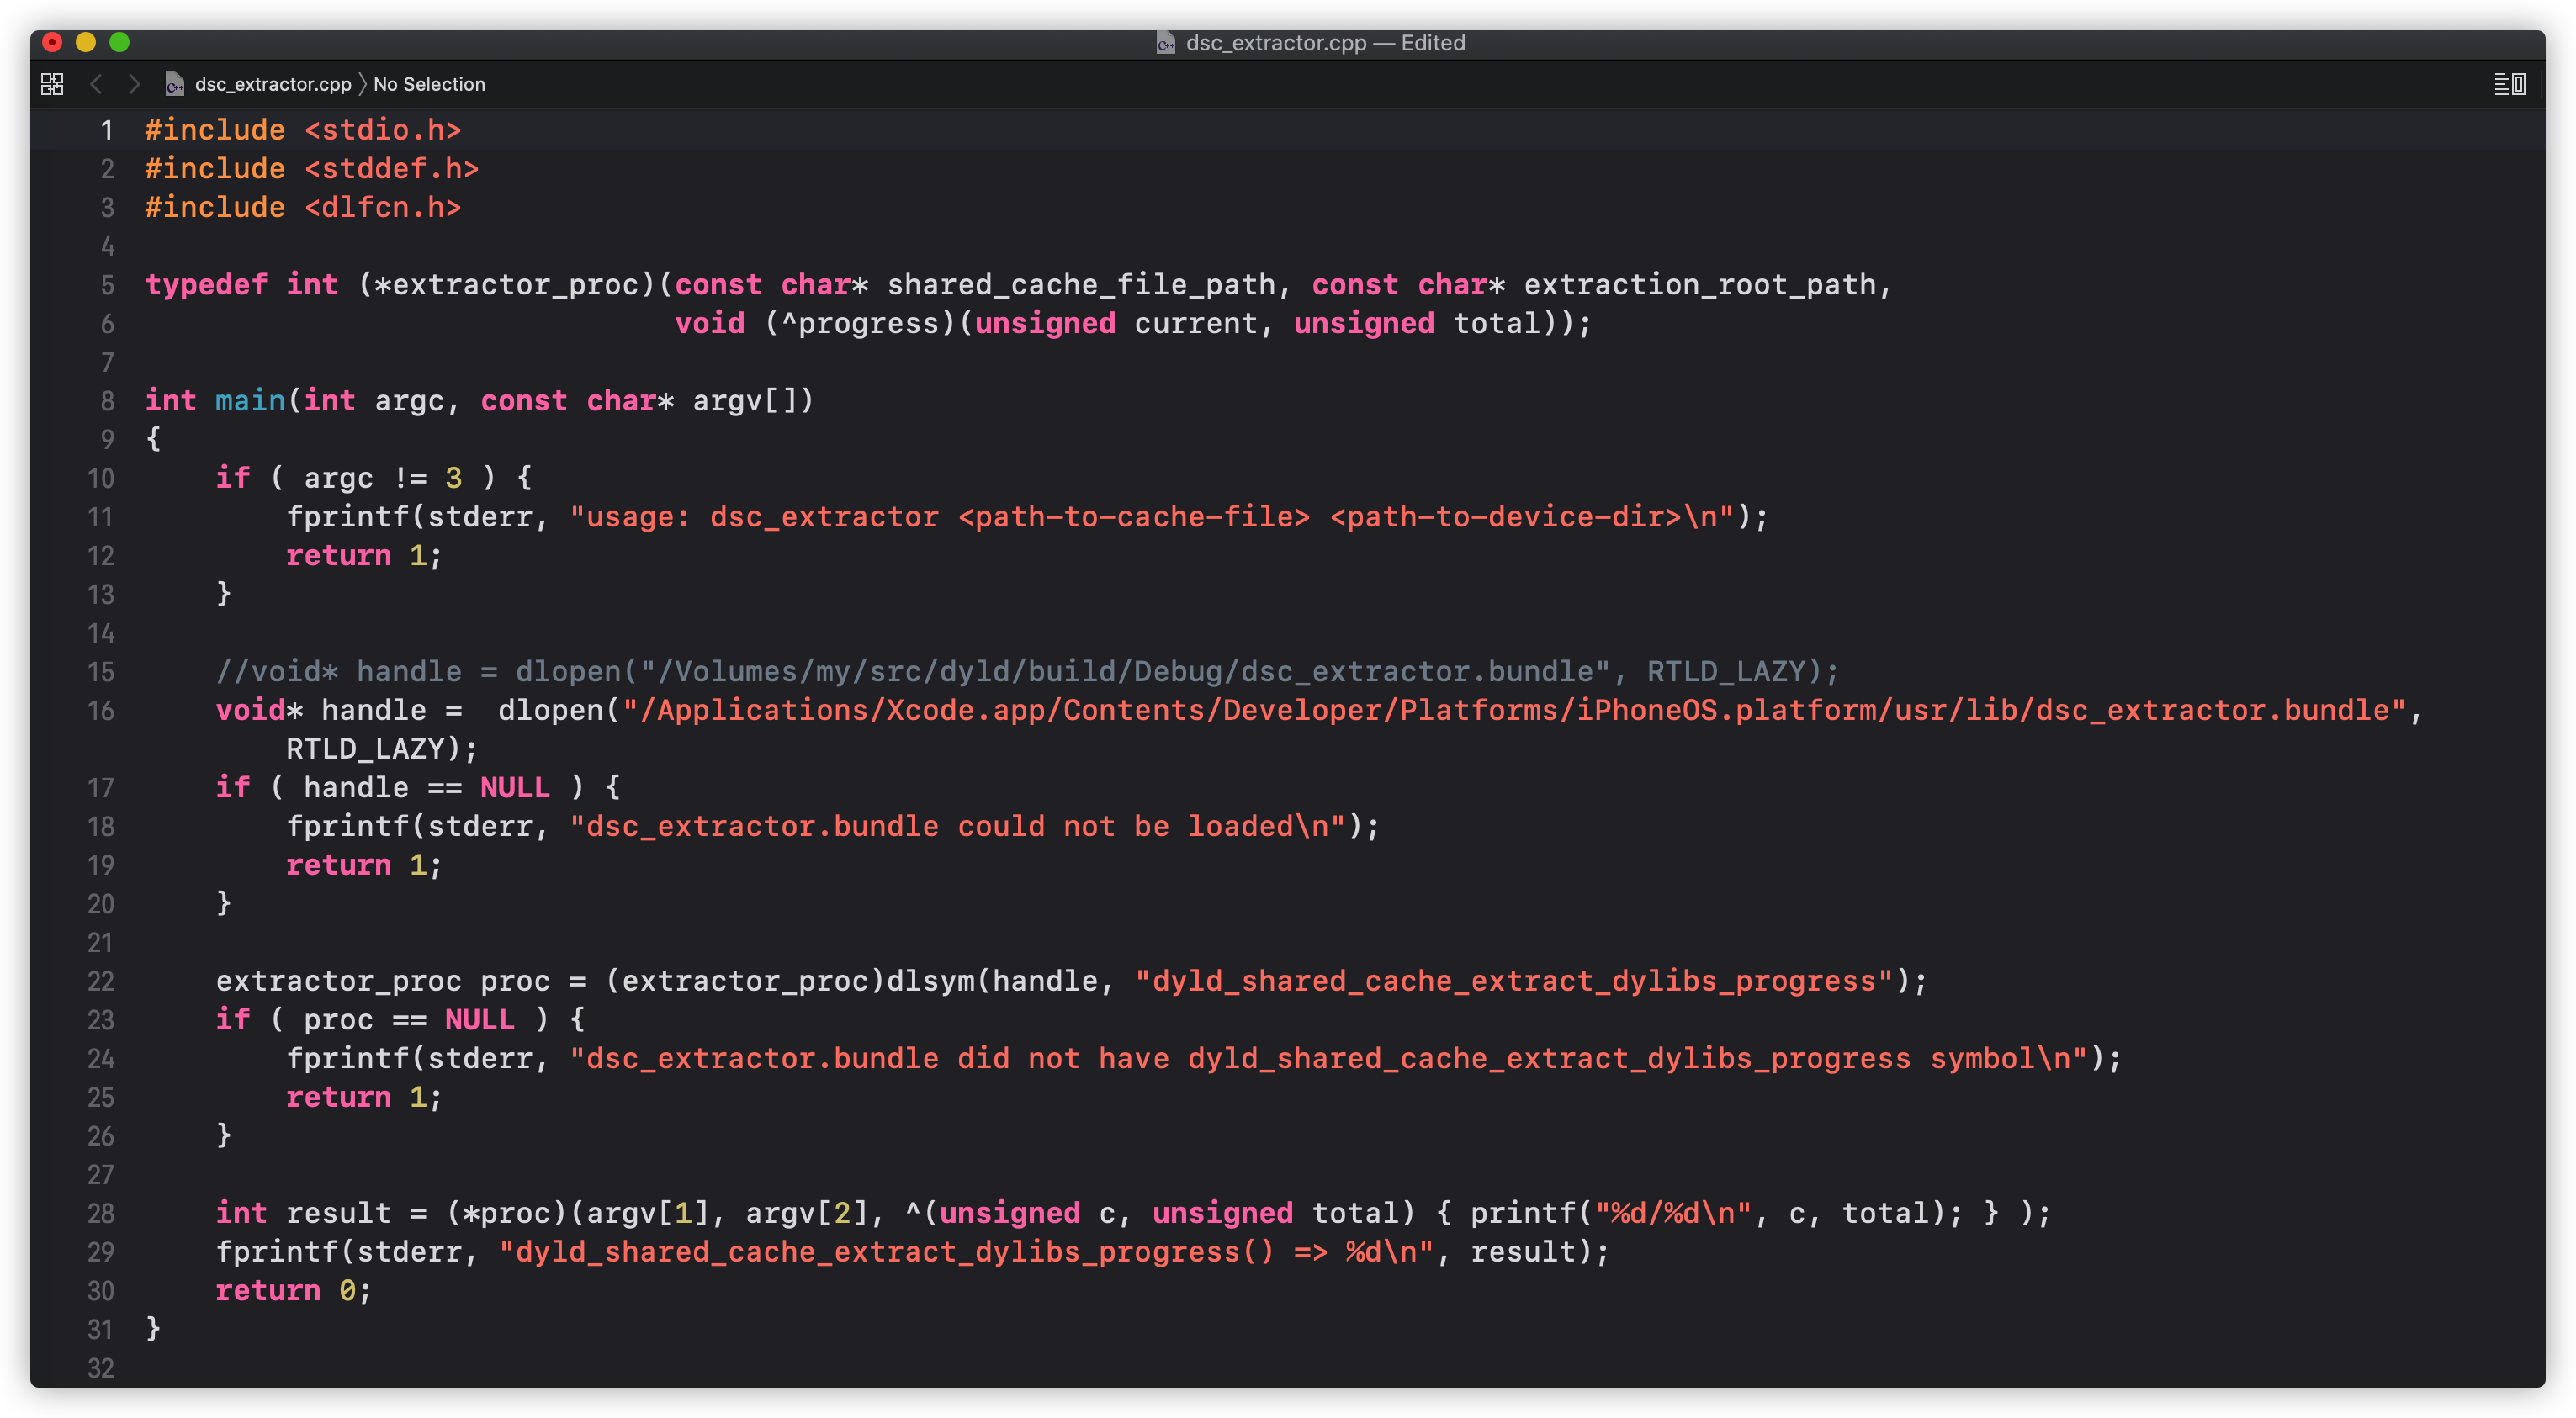 dsc_extractor.cpp — Edited
dsc_extractor.cpp 〉 No Selection
1 #include <stdio.h>
2 #include <stddef.h>
3 #include <dlfcn.h>
4
5 typedef int (*extractor_proc)(const char* shared_cache_file_path, const char* extraction_root_path,
6                               void (^progress)(unsigned current, unsigned total));
7
8 int main(int argc, const char* argv[])
9 {
10     if ( argc != 3 ) {
11         fprintf(stderr, "usage: dsc_extractor <path-to-cache-file> <path-to-device-dir>\n");
12         return 1;
13     }
14
15     //void* handle = dlopen("/Volumes/my/src/dyld/build/Debug/dsc_extractor.bundle", RTLD_LAZY);
16     void* handle =  dlopen("/Applications/Xcode.app/Contents/Developer/Platforms/iPhoneOS.platform/usr/lib/dsc_extractor.bundle",
        RTLD_LAZY);
17     if ( handle == NULL ) {
18         fprintf(stderr, "dsc_extractor.bundle could not be loaded\n");
19         return 1;
20     }
21
22     extractor_proc proc = (extractor_proc)dlsym(handle, "dyld_shared_cache_extract_dylibs_progress");
23     if ( proc == NULL ) {
24         fprintf(stderr, "dsc_extractor.bundle did not have dyld_shared_cache_extract_dylibs_progress symbol\n");
25         return 1;
26     }
27
28     int result = (*proc)(argv[1], argv[2], ^(unsigned c, unsigned total) { printf("%d/%d\n", c, total); } );
29     fprintf(stderr, "dyld_shared_cache_extract_dylibs_progress() => %d\n", result);
30     return 0;
31 }
32